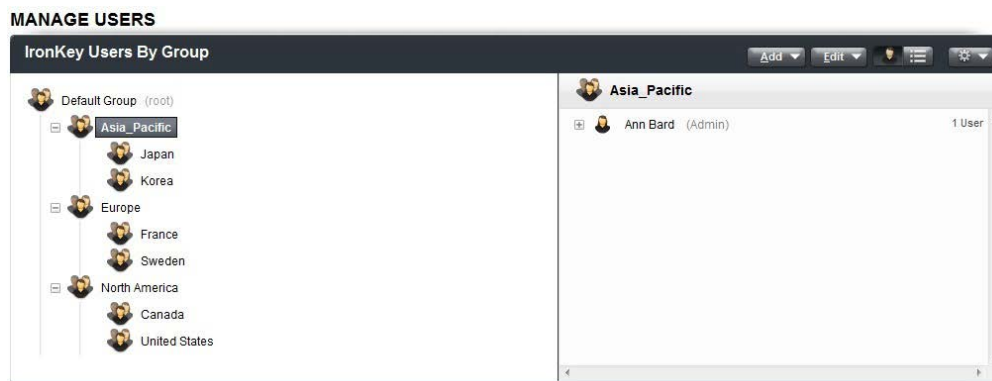 MANAGE USERS
IronKey Users By Group
Add
Edit
Default Group (root)
Asia_Pacific
Japan
Korea
Europe
France
Sweden
North America
Canada
United States
Asia_Pacific
Ann Bard (Admin)
1 User